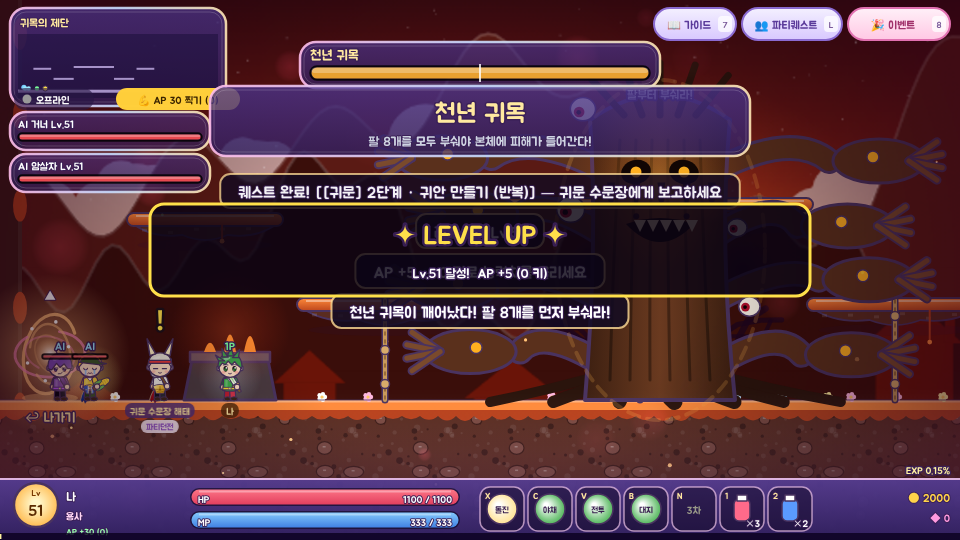 귀목의 제단
📖 가이드 7
👥 파티퀘스트 L
🎉 이벤트 8
천년 귀목
오프라인
AP 30 찍기
AI 거너 Lv.51
AI 암살자 Lv.51
천년 귀목
팔 8개를 모두 부숴야 본체에 피해가 들어간다!
팔부터 부숴라!
퀘스트 완료! [[귀문] 2단계 · 귀안 만들기 (반복)] — 귀문 수문장에게 보고하세요
✦ LEVEL UP ✦
Lv.51 달성! AP +5 (0 키)
천년 귀목이 깨어났다! 팔 8개를 먼저 부숴라!
!
AI
AI
1P
나가기
귀문 수문장 해태
파티던전
나
EXP 0.15%
Lv
51
나
용사
AP +30 (0)
HP 1100 / 1100
MP 333 / 333
X 돌진
C 야채
V 전투
B 대지
N 3차
1 ×3
2 ×2
2000
0